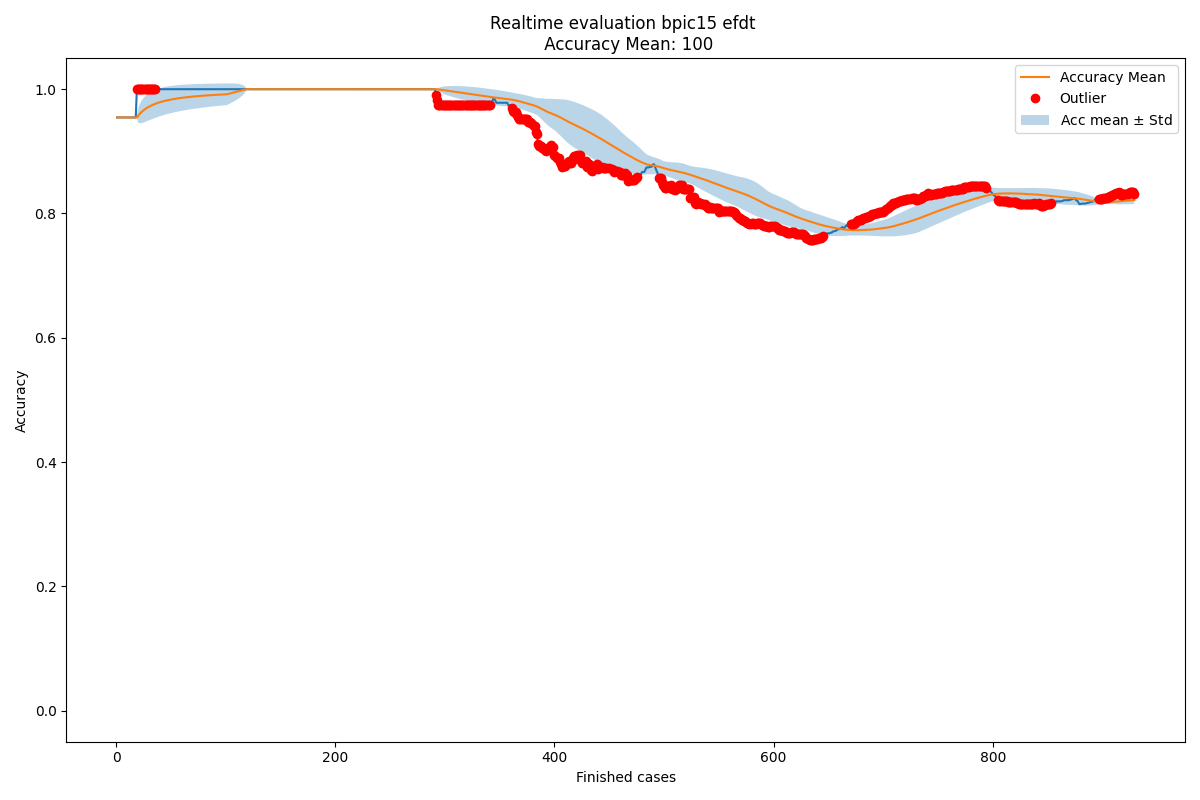 Realtime evaluation bpic15 efdt
Accuracy Mean: 100
Accuracy Mean
Outlier
Acc mean ± Std
1.0
0.8
0.6
0.4
0.2
0.0
Accuracy
0
200
400
600
800
Finished cases